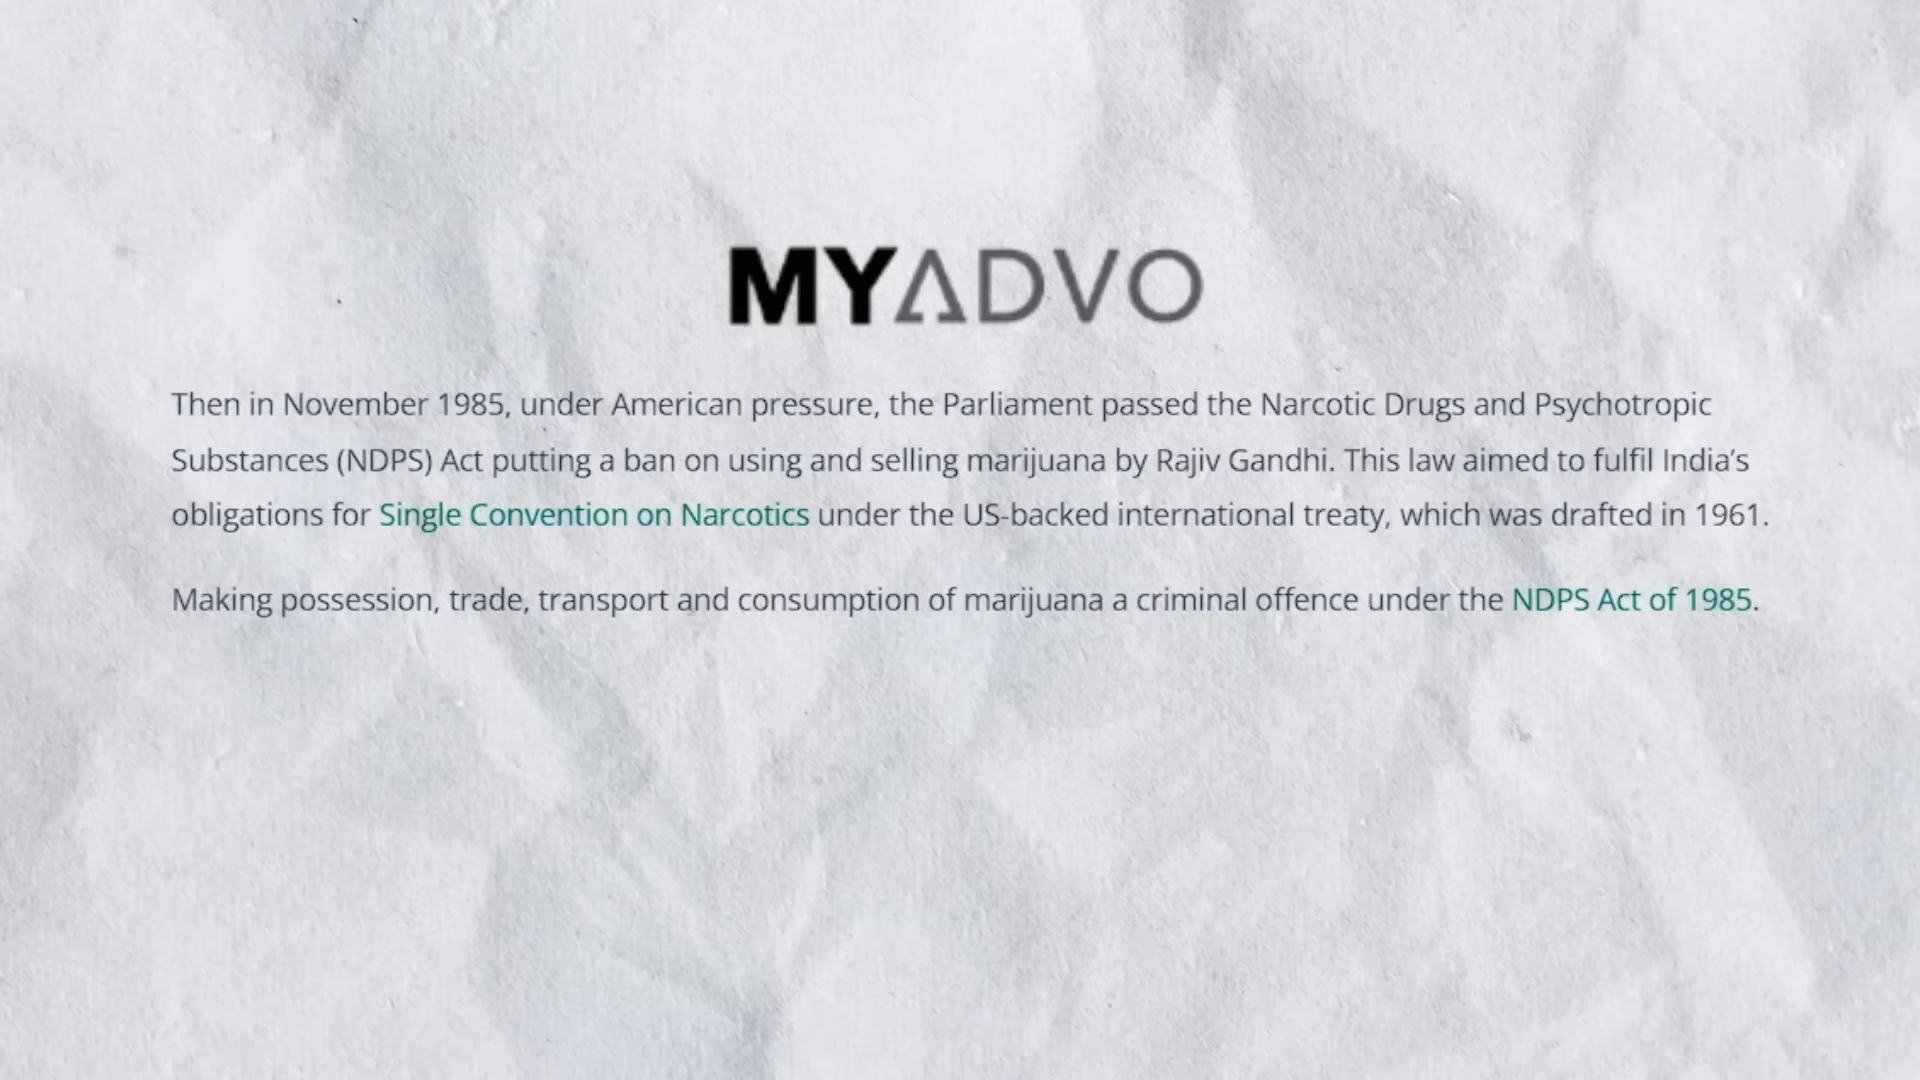 MYADVO
Then in November 1985, under American pressure, the Parliament passed the Narcotic Drugs and Psychotropic
Substances (NDPS) Act putting a ban on using and selling marijuana by Rajiv Gandhi. This law aimed to fulfil India’s
obligations for Single Convention on Narcotics under the US-backed international treaty, which was drafted in 1961.
Making possession, trade, transport and consumption of marijuana a criminal offence under the NDPS Act of 1985.